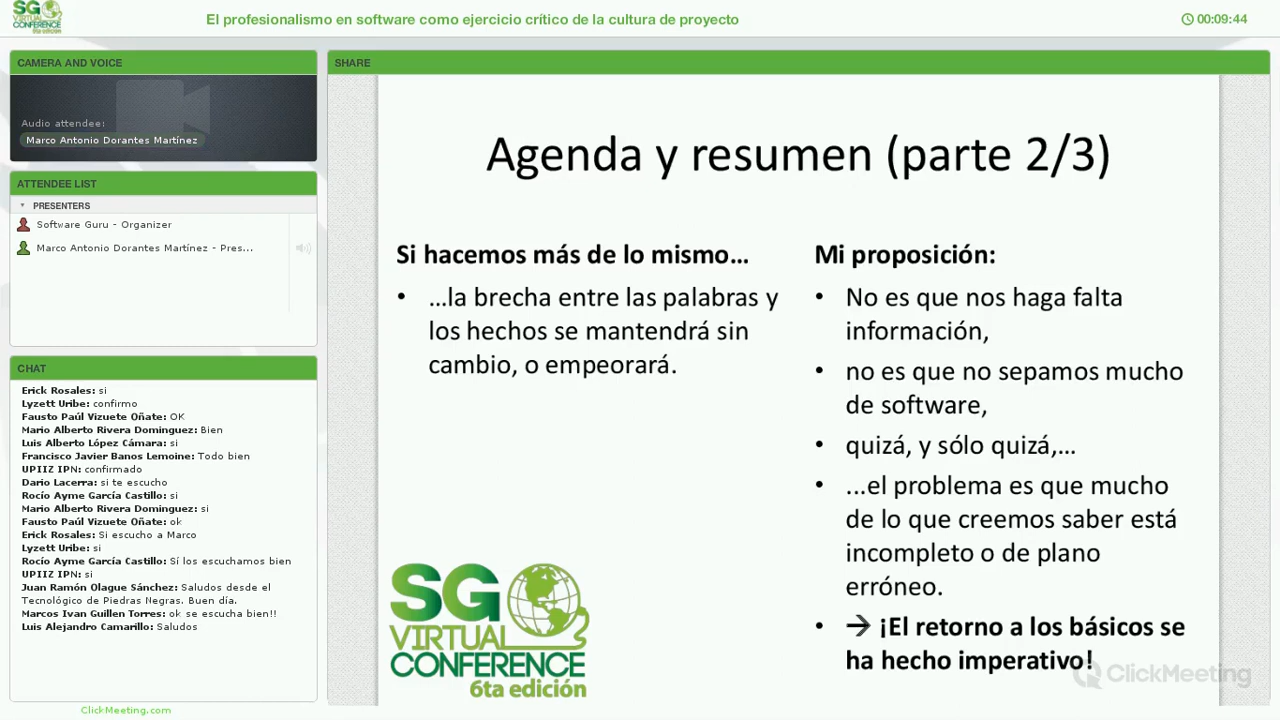 SG
VIRTUAL
CONFERENCE
6ta edición
El profesionalismo en software como ejercicio crítico de la cultura de proyecto
00:09:44
CAMERA AND VOICE
Audio attendee:
Marco Antonio Dorantes Martínez
ATTENDEE LIST
PRESENTERS
Software Guru - Organizer
Marco Antonio Dorantes Martínez - Pres...
CHAT
Erick Rosales: si
Lyzett Uribe: confirmo
Fausto Paúl Vizuete Oñate: OK
Mario Alberto Rivera Dominguez: Bien
Luis Alberto López Cámara: si
Francisco Javier Banos Lemoine: Todo bien
UPIIZ IPN: confirmado
Dario Lacerra: si te escucho
Rocío Ayme García Castillo: si
Mario Alberto Rivera Dominguez: si
Fausto Paúl Vizuete Oñate: ok
Erick Rosales: Si escucho a Marco
Lyzett Uribe: si
Rocío Ayme García Castillo: Sí los escuchamos bien
UPIIZ IPN: si
Juan Ramón Olague Sánchez: Saludos desde el
Tecnológico de Piedras Negras. Buen día.
Marcos Ivan Guillen Torres: ok se escucha bien!!
Luis Alejandro Camarillo: Saludos
ClickMeeting.com
SHARE
Agenda y resumen (parte 2/3)
Si hacemos más de lo mismo...
• ...la brecha entre las palabras y
los hechos se mantendrá sin
cambio, o empeorará.
Mi proposición:
• No es que nos haga falta
información,
• no es que no sepamos mucho
de software,
• quizá, y sólo quizá,...
• ...el problema es que mucho
de lo que creemos saber está
incompleto o de plano
erróneo.
• → ¡El retorno a los básicos se
ha hecho imperativo!
SG
VIRTUAL
CONFERENCE
6ta edición
ClickMeeting